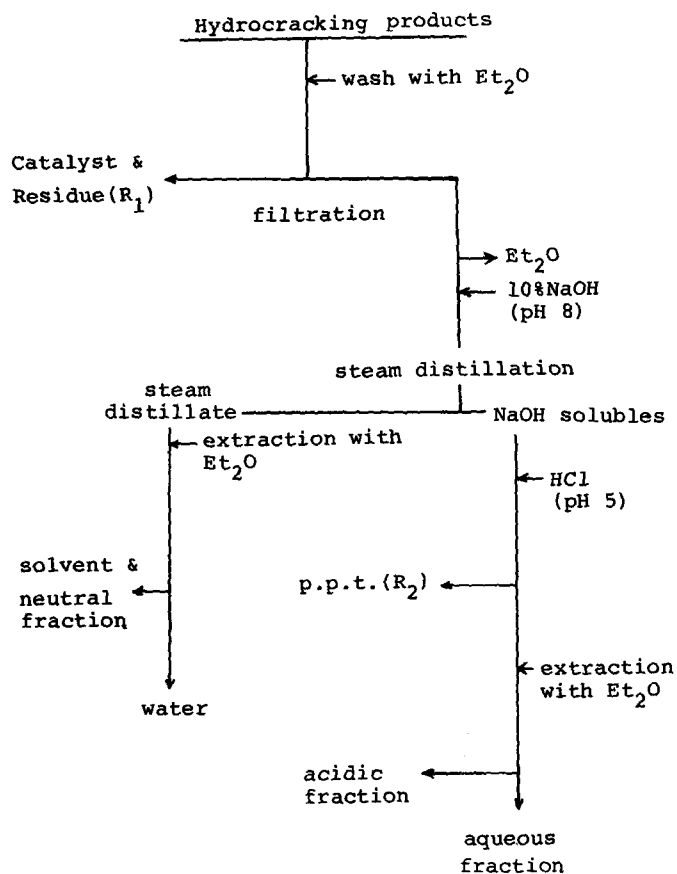 Hydrocracking products
wash with Et2O
Catalyst &
Residue(R1)
filtration
Et2O
10%NaOH
(pH 8)
steam distillation
steam
distillate
NaOH solubles
extraction with
Et2O
HCl
(pH 5)
solvent &
neutral
fraction
p.p.t.(R2)
extraction
with Et2O
water
acidic
fraction
aqueous
fraction